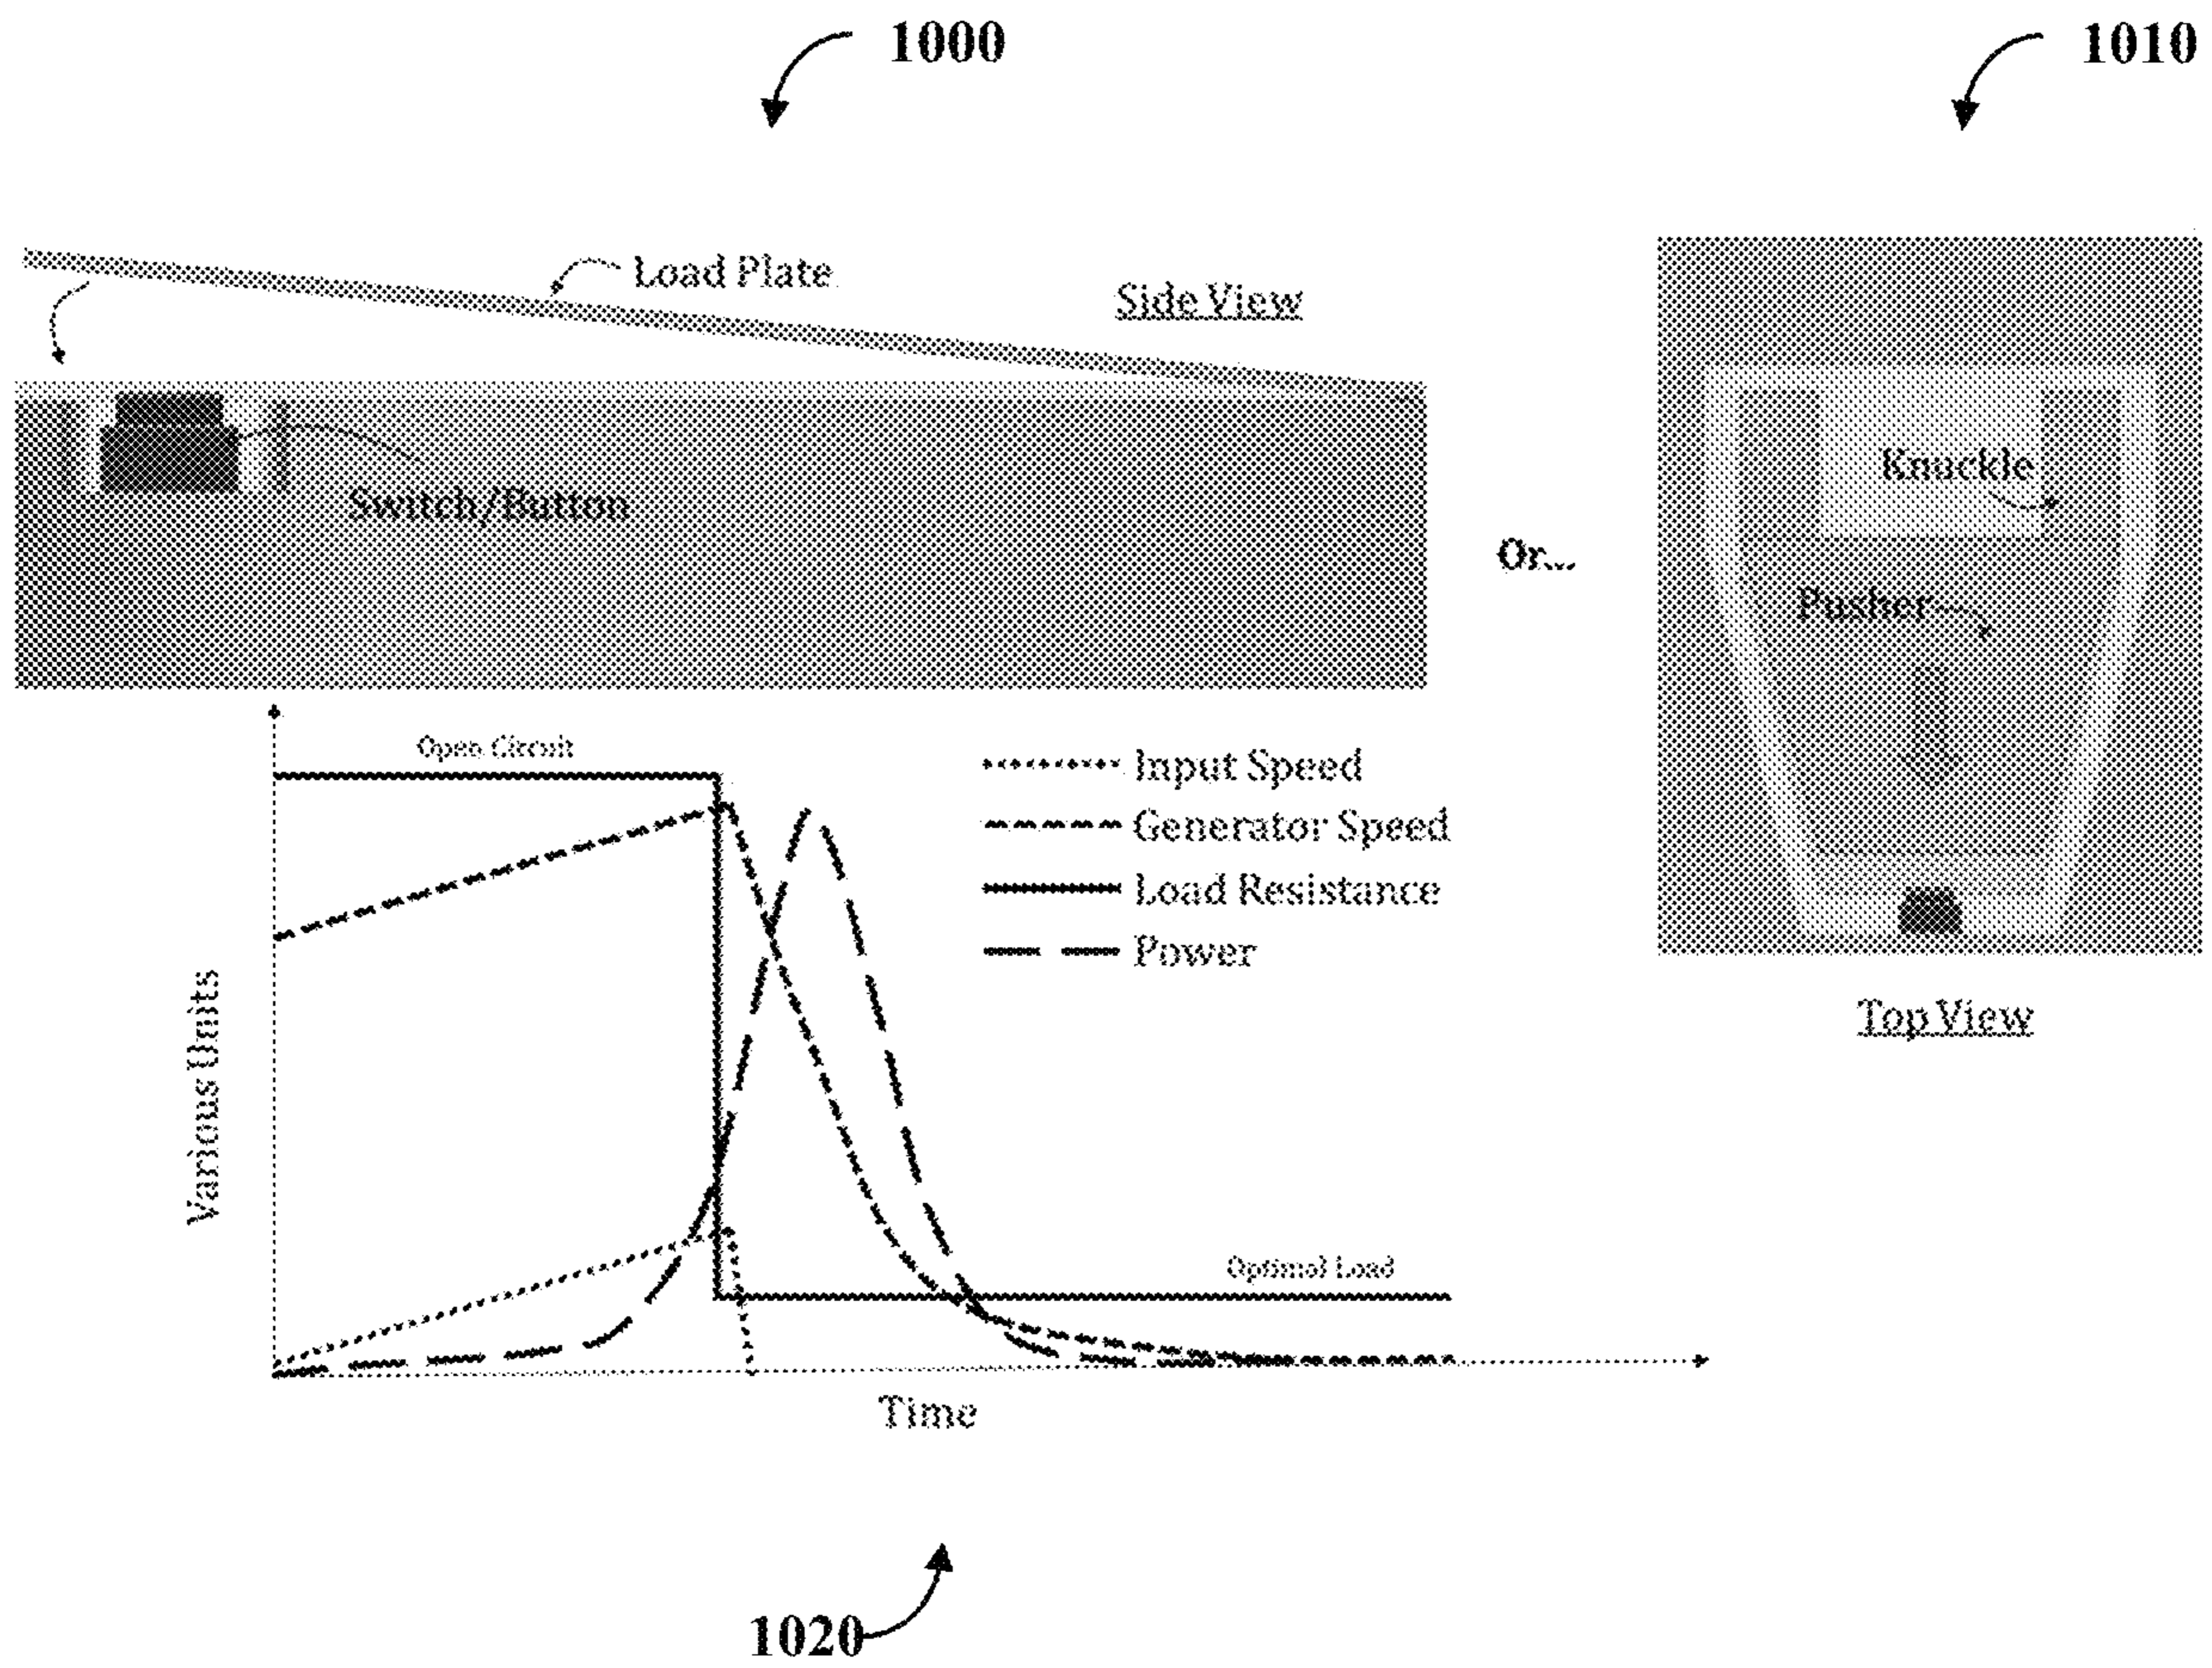 1000
1010
Load Plate
Side View
Switch/Button
Knuckle
Or...
Pusher
Top View
Open Circuit
Input Speed
Generator Speed
Load Resistance
Power
Various Units
Optimal Load
Time
1020